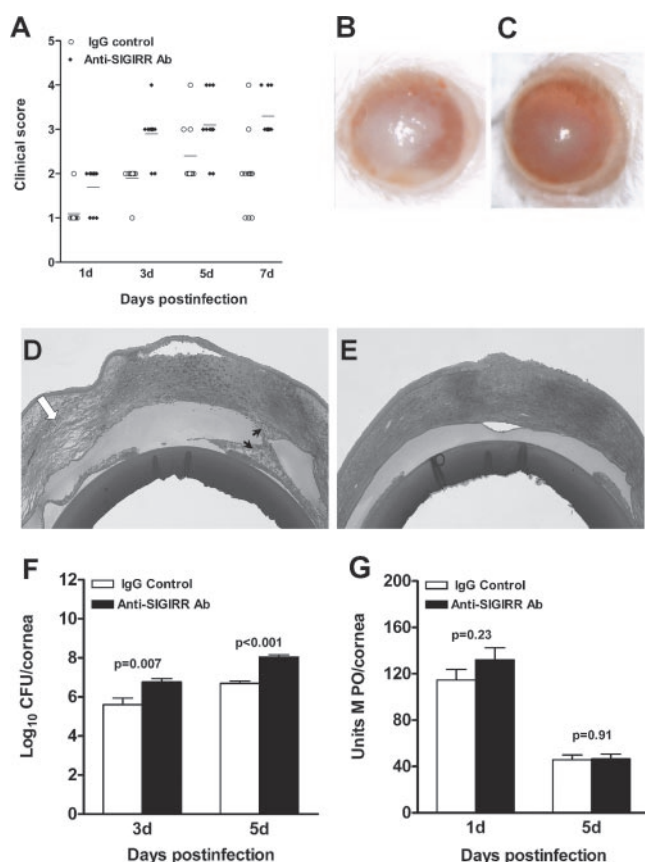 A
IgG control
Anti-SIGIRR Ab
5
4
3
2
1
0
Clinical score
1d 3d 5d 7d
Days postinfection
B
C
D
E
F
IgG Control
Anti-SIGIRR Ab
12
10
8
6
4
2
0
Log10 CFU/cornea
p=0.007
p<0.001
3d 5d
Days postinfection
G
IgG Control
Anti-SIGIRR Ab
200
160
120
80
40
0
Units M PO/cornea
p=0.23
p=0.91
1d 5d
Days postinfection